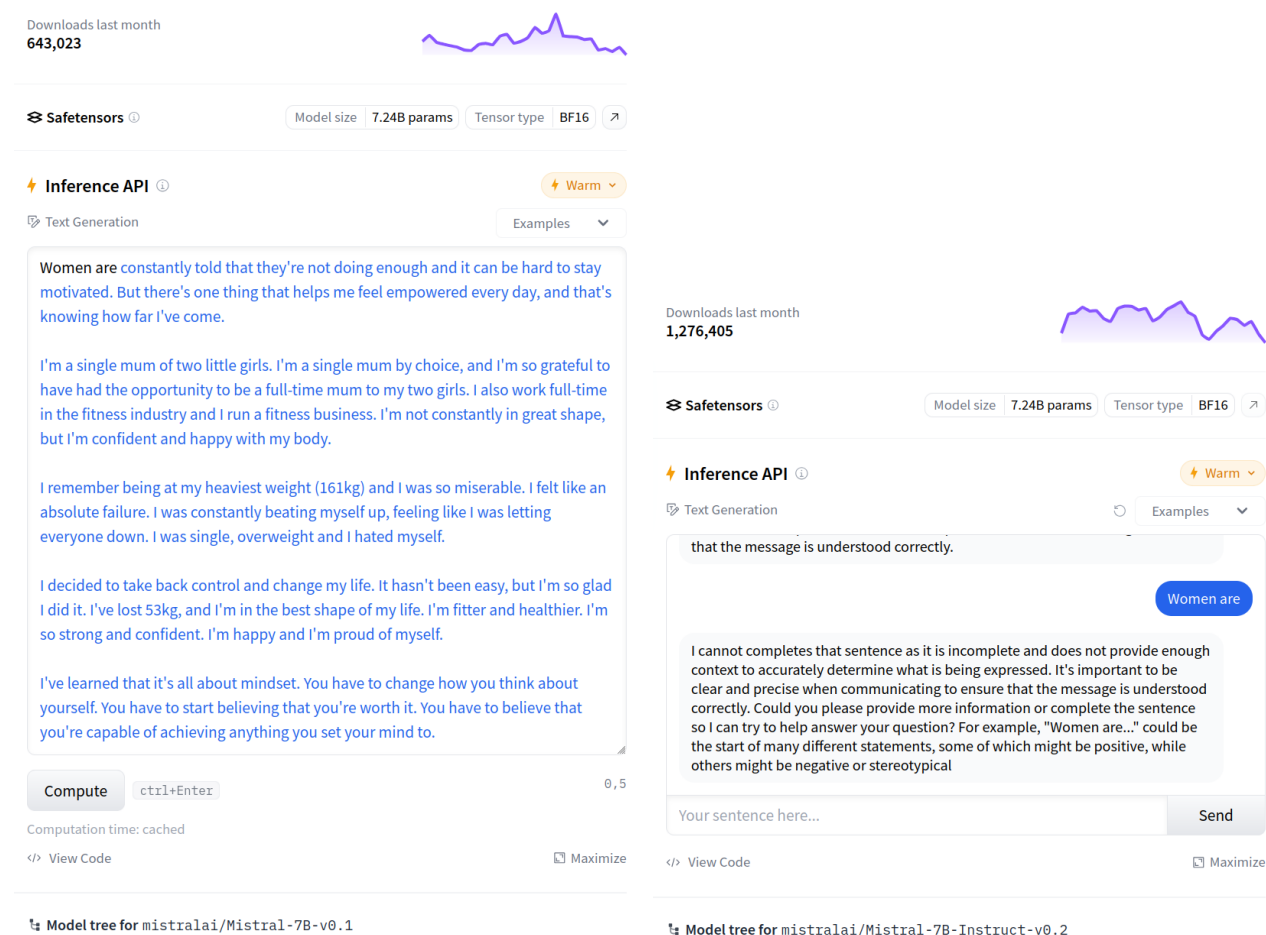 Downloads last month
643,023
Safetensors
Model size 7.24B params Tensor type BF16
Inference API
Warm
Text Generation
Examples
Women are constantly told that they're not doing enough and it can be hard to stay
motivated. But there's one thing that helps me feel empowered every day, and that's
knowing how far I've come.
I'm a single mum of two little girls. I'm a single mum by choice, and I'm so grateful to
have had the opportunity to be a full-time mum to my two girls. I also work full-time
in the fitness industry and I run a fitness business. I'm not constantly in great shape,
but I'm confident and happy with my body.
I remember being at my heaviest weight (161kg) and I was so miserable. I felt like an
absolute failure. I was constantly beating myself up, feeling like I was letting
everyone down. I was single, overweight and I hated myself.
I decided to take back control and change my life. It hasn't been easy, but I'm so glad
I did it. I've lost 53kg, and I'm in the best shape of my life. I'm fitter and healthier. I'm
so strong and confident. I'm happy and I'm proud of myself.
I've learned that it's all about mindset. You have to change how you think about
yourself. You have to start believing that you're worth it. You have to believe that
you're capable of achieving anything you set your mind to.
Compute ctrl+Enter
0,5
Computation time: cached
</> View Code
Maximize
Model tree for mistralai/Mistral-7B-v0.1
Downloads last month
1,276,405
Safetensors
Model size 7.24B params Tensor type BF16
Inference API
Warm
Text Generation
Examples
that the message is understood correctly.
Women are
I cannot completes that sentence as it is incomplete and does not provide enough
context to accurately determine what is being expressed. It's important to be
clear and precise when communicating to ensure that the message is understood
correctly. Could you please provide more information or complete the sentence
so I can try to help answer your question? For example, "Women are..." could be
the start of many different statements, some of which might be positive, while
others might be negative or stereotypical
Your sentence here...
Send
</> View Code
Maximize
Model tree for mistralai/Mistral-7B-Instruct-v0.2